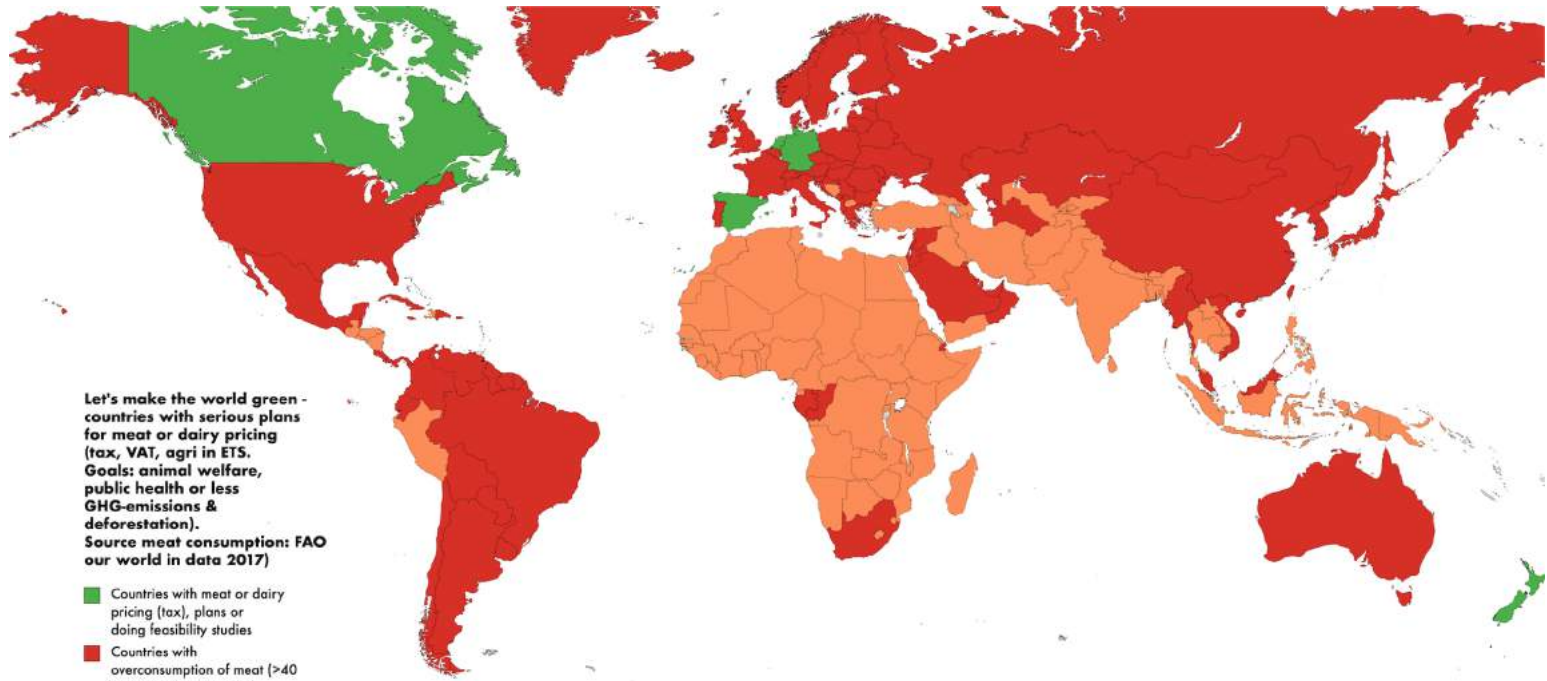 Let's make the world green -
countries with serious plans
for meat or dairy pricing
(tax, VAT, agri in ETS.
Goals: animal welfare,
public health or less
GHG-emissions &
deforestation).
Source meat consumption: FAO
our world in data 2017)
Countries with meat or dairy
pricing (tax), plans or
doing feasibility studies
Countries with
overconsumption of meat (>40